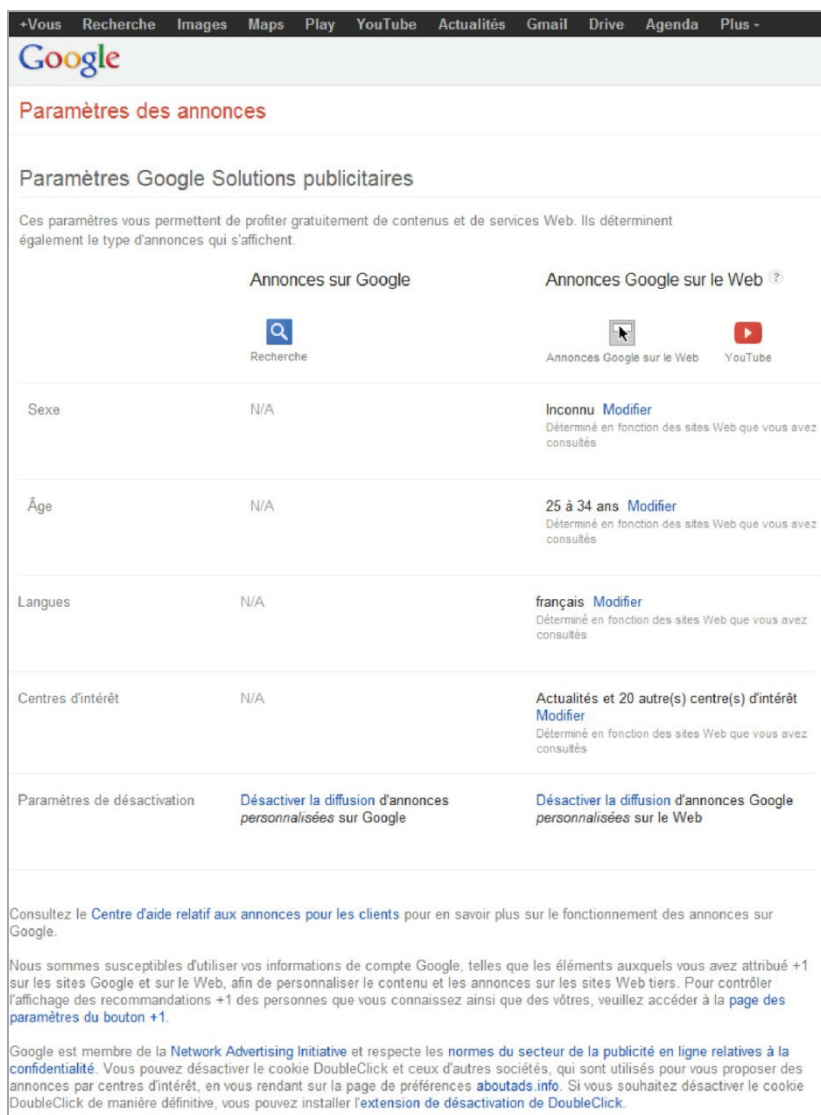 +Vous Recherche Images Maps Play YouTube Actualités Gmail Drive Agenda Plus
Google
Paramètres des annonces
Paramètres Google Solutions publicitaires
Ces paramètres vous permettent de profiter gratuitement de contenus et de services Web. Ils déterminent
également le type d'annonces qui s'affichent.
Annonces sur Google Annonces Google sur le Web ?
Recherche Annonces Google sur le Web YouTube
Sexe N/A Inconnu Modifier
Déterminé en fonction des sites Web que vous avez
consultés
Âge N/A 25 à 34 ans Modifier
Déterminé en fonction des sites Web que vous avez
consultés
Langues N/A français Modifier
Déterminé en fonction des sites Web que vous avez
consultés
Centres d'intérêt N/A Actualités et 20 autre(s) centre(s) d'intérêt
Modifier
Déterminé en fonction des sites Web que vous avez
consultés
Paramètres de désactivation Désactiver la diffusion d'annonces Désactiver la diffusion d'annonces Google
personnalisées sur Google personnalisées sur le Web
Consultez le Centre d'aide relatif aux annonces pour les clients pour en savoir plus sur le fonctionnement des annonces sur
Google.
Nous sommes susceptibles d'utiliser vos informations de compte Google, telles que les éléments auxquels vous avez attribué +1
sur les sites Google et sur le Web, afin de personnaliser le contenu et les annonces sur les sites Web tiers. Pour contrôler
l'affichage des recommandations +1 des personnes que vous connaissez ainsi que des vôtres, veuillez accéder à la page des
paramètres du bouton +1.
Google est membre de la Network Advertising Initiative et respecte les normes du secteur de la publicité en ligne relatives à la
confidentialité. Vous pouvez désactiver le cookie DoubleClick et ceux d'autres sociétés, qui sont utilisés pour vous proposer des
annonces par centres d'intérêt, en vous rendant sur la page de préférences aboutads.info. Si vous souhaitez désactiver le cookie
DoubleClick de manière définitive, vous pouvez installer l'extension de désactivation de DoubleClick.